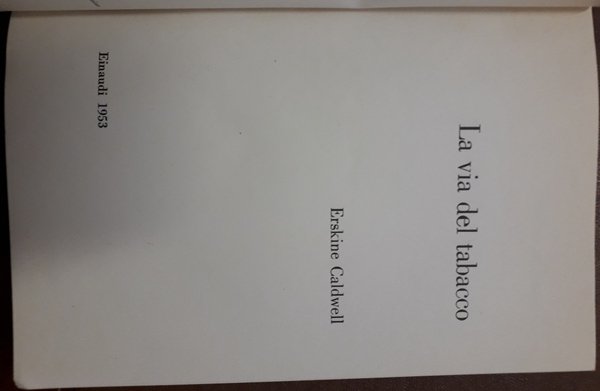 La via del tabacco
Erskine Caldwell
Einaudi 1953